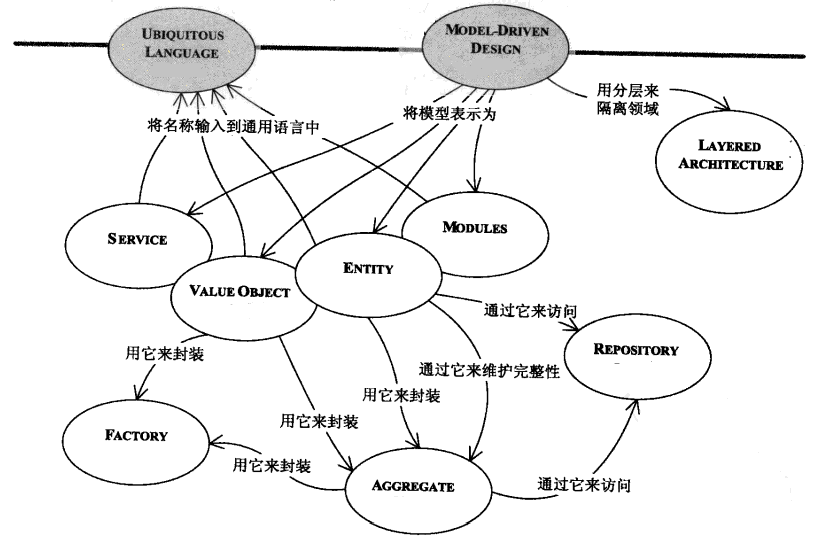 UBIQUITOUS
LANGUAGE
MODEL-DRIVEN
DESIGN
用分层来
隔离领域
将名称输入到通用语言中
将模型表示为
LAYERED
ARCHITECTURE
SERVICE
MODULES
ENTITY
VALUE OBJECT
通过它来访问
用它来封装
REPOSITORY
通过它来维护完整性
用它来封装
用它来封装
FACTORY
用它来封装
AGGREGATE
通过它来访问